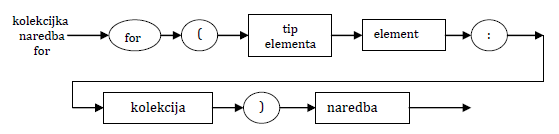 kolekcijka
naredba
for
for
(
tip
elementa
element
:
kolekcija
)
naredba